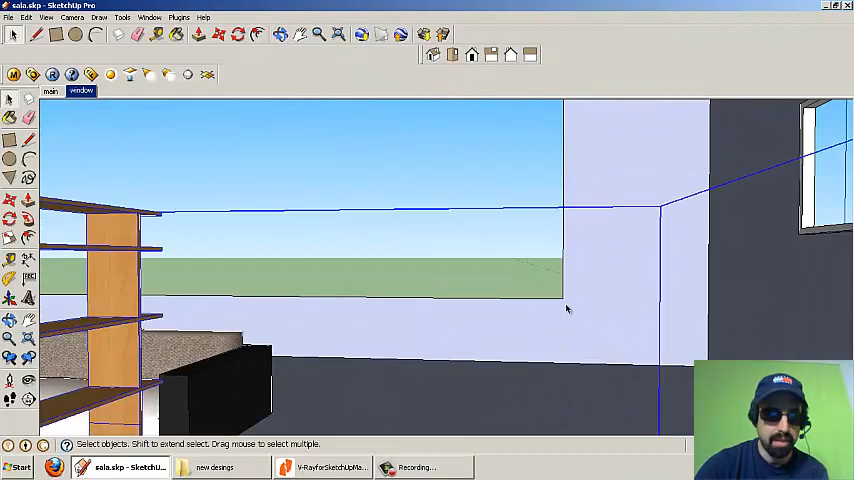 sala.skp - SketchUp Pro
File Edit View Camera Draw Tools Window Plugins Help
main window
Select objects. Shift to extend select. Drag mouse to select multiple.
Start sala.skp - SketchU... new desings V-RayforSketchUpMa... Recording...